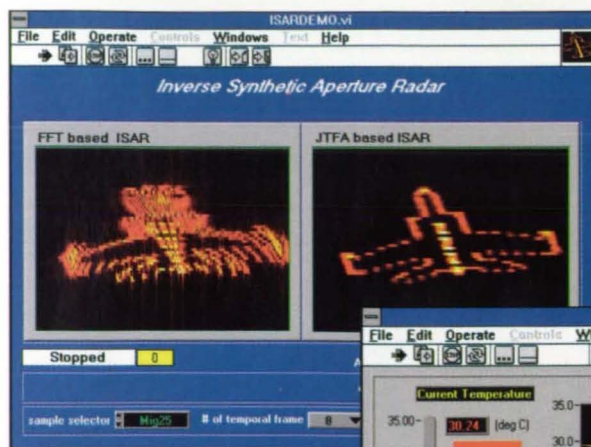 ISARDEMO.vi
File Edit Operate Controls Windows Text Help
Inverse Synthetic Aperture Radar
FFT based ISAR
JTFA based ISAR
Stopped 0
sample selector Mig25 # of temporal frame 8
File Edit Operate Controls
Current Temperature
35.00 30.24 (deg C)
35.0
30.0